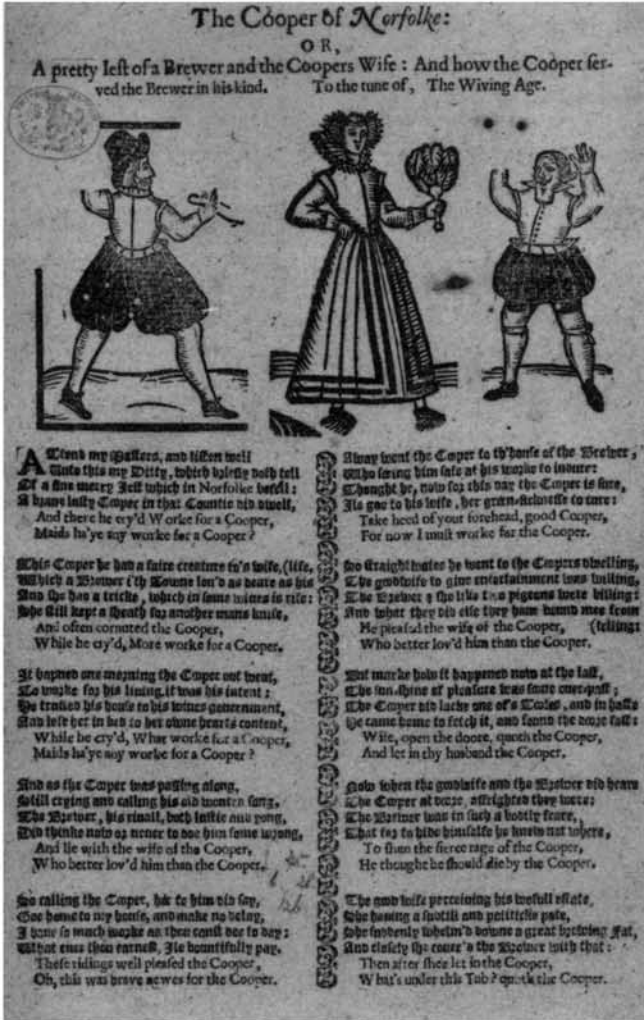 The Cooper of Norfolke:
OR,
A pretty Iest of a Brewer and the Coopers Wife: And how the Cooper ser-
ved the Brewer in his kind. To the tune of, The Wiving Age.
ATtend my Masters, and listen well
Unto this my Ditty, which briefly doth tell
Of a fine merry Jest which in Norfolke befell:
A brave lusty Cooper in that Countie did dwell,
And there he cry'd Worke for a Cooper,
Maids ha'ye any worke for a Cooper?
This Cooper he had a faire creature to's wife, (life,
Which a Brewer i'th Towne lov'd as deare as his
And she had a tricke, which in some wives is rife:
She still kept a sheath for another mans knife,
And often cornuted the Cooper,
While he cry'd, More worke for a Cooper.
It hapned one morning the Cooper out went,
To worke for his living it was his intent:
He trusted his house to his wives government,
And left her in bed to her owne hearts content,
While he cry'd, What worke for a Cooper,
Maids ha'ye any worke for a Cooper?
And as the Cooper was passing along,
Still crying and calling his old wonted song,
The Brewer, his rivall, both lustie and yong,
Did thinke now or never to doe him some wrong,
And lie with the wife of the Cooper,
Who better lov'd him than the Cooper.
So calling the Cooper, he to him did say,
Goe home to my house, and make no delay,
I have so much worke as thou canst doe to day:
What ere thou earnest, Ile bountifully pay.
These tidings well pleased the Cooper,
Oh, this was brave newes for the Cooper.
Away went the Cooper to th'house of the Brewer,
Who seeing him safe at his worke to indure:
Thought he, now for this day the Cooper is sure,
Ile goe to his wife, her green-sicknesse to cure:
Take heed of your forehead, good Cooper,
For now I must worke for the Cooper.
So straightwaies he went to the Coopers dwelling,
The goodwife to give entertainment was willing,
The Brewer & she like two pigeons were billing:
And what they did else they have bound mee from
He pleased the wife of the Cooper, (telling:
Who better lov'd him than the Cooper.
But marke how it happened now at the last,
The sun-shine of pleasure was soone over-past:
The Cooper did lacke one of's Tooles, and in haste
He came home to fetch it, and found the doore fast:
Wife, open the doore, quoth the Cooper,
And let in thy husband the Cooper.
Now when the goodwife and the Brewer did heare
The Cooper at doore, affrighted they were:
The Brewer was in such a bodily feare,
That for to hide himselfe he knew not where,
To shun the fierce rage of the Cooper,
He thought he should die by the Cooper.
The good wife perceiving his wofull estate,
She having a subtill and politicke pate,
She suddenly whelm'd downe a great brewing Fat,
And closely she cover'd the Brewer with that:
Then after shee let in the Cooper,
What's under this Tub? quoth the Cooper.